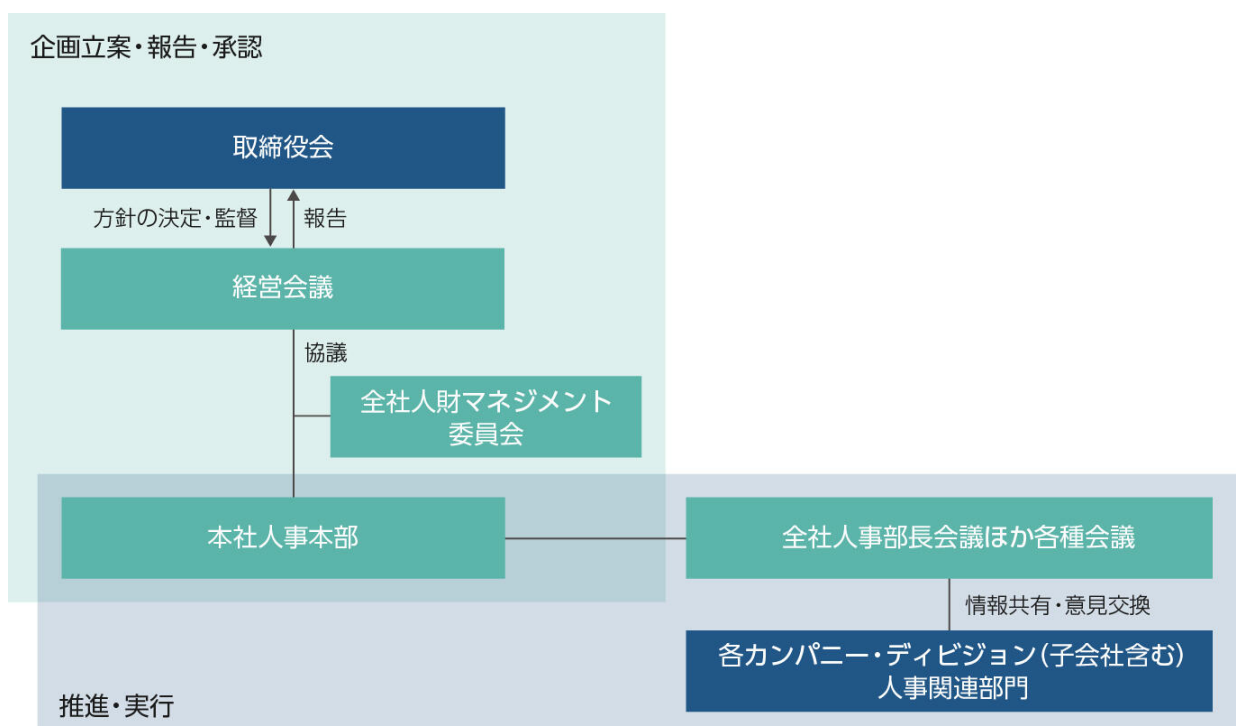 企画立案・報告・承認
取締役会
方針の決定・監督
報告
経営会議
協議
全社人財マネジメント
委員会
本社人事本部
全社人事部長会議ほか各種会議
情報共有・意見交換
各カンパニー・ディビジョン(子会社含む)
人事関連部門
推進・実行